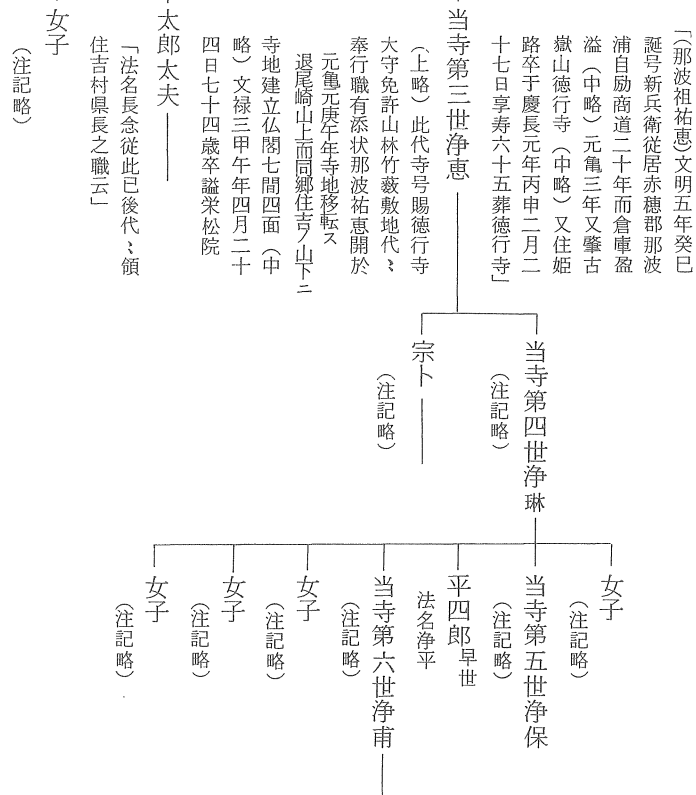 「（那波祖祐恵）文明五年癸巳
誕号新兵衛従居赤穂郡那波
浦自励商道二十年而倉庫盈
溢（中略）元亀三年又肇古
嶽山徳行寺（中略）又住姫
路卒于慶長元年丙申二月二
十七日享寿六十五葬徳行寺」
当寺第三世浄恵
（上略）此代寺号賜徳行寺
大守免許山林竹薮敷地代〻
奉行職有添状那波祐恵開於
元亀元庚午年寺地移転ス
退尾崎山上而同郷住吉ノ山下ニ
寺地建立仏閣七間四面（中
略）文禄三甲午年四月二十
四日七十四歳卒謚栄松院
太郎太夫
「法名長念従此已後代〻領
住吉村県長之職云」
女子
（注記略）
当寺第四世浄琳
（注記略）
宗卜
（注記略）
女子
（注記略）
当寺第五世浄保
（注記略）
平四郎早世
法名浄平
当寺第六世浄甫
（注記略）
女子
（注記略）
女子
（注記略）
女子
（注記略）